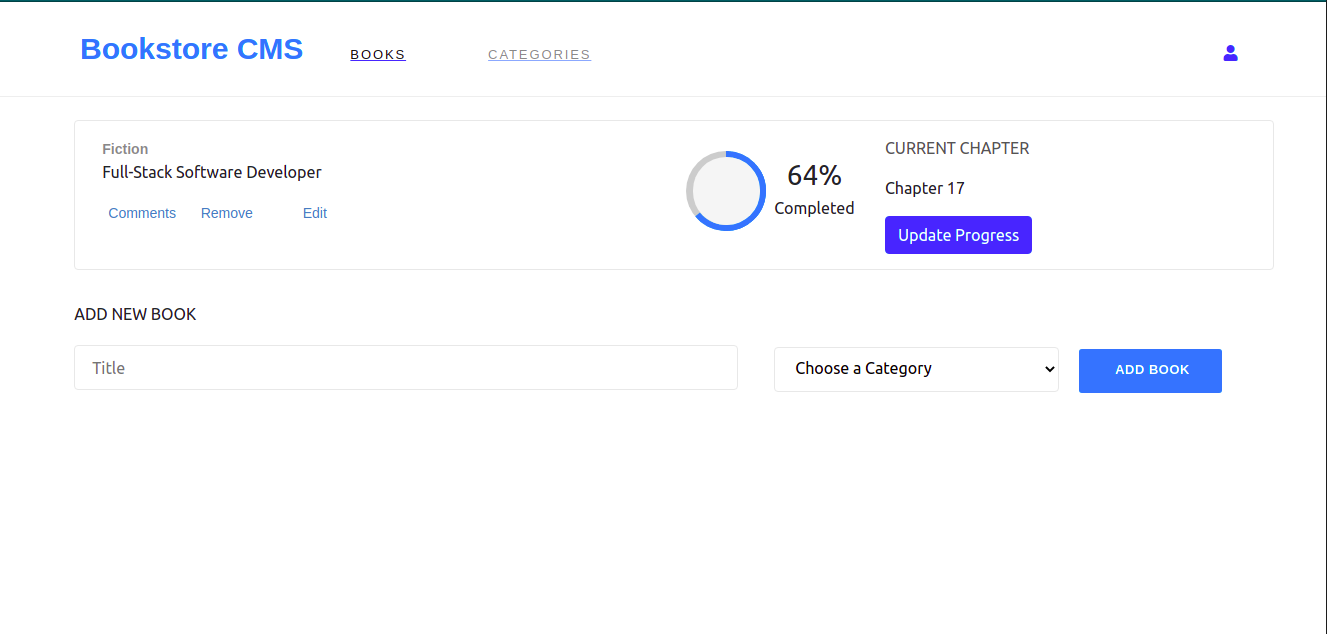 Bookstore CMS BOOKS CATEGORIES
Fiction
Full-Stack Software Developer
Comments Remove Edit
64%
Completed
CURRENT CHAPTER
Chapter 17
Update Progress
ADD NEW BOOK
Title Choose a Category ADD BOOK